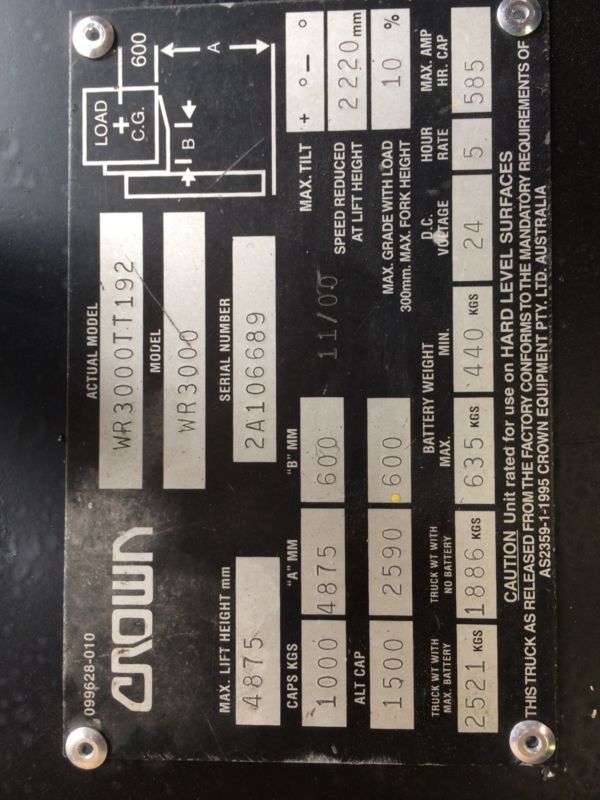 099628-010
CROWN
ACTUAL MODEL
WR3000TT192
MODEL
WR3000
SERIAL NUMBER
2A106689
LOAD
C.G.
600
A
B
MAX. LIFT HEIGHT mm
4875
11/00
MAX. TILT
+ ° — °
CAPS KGS "A" MM "B" MM
1000 4875 600
SPEED REDUCED
AT LIFT HEIGHT
2220 mm
ALT CAP
1500 2590 600
MAX. GRADE WITH LOAD
300mm. MAX. FORK HEIGHT
10 %
TRUCK WT WITH
MAX. BATTERY
2521 KGS
TRUCK WT WITH
NO BATTERY
1886 KGS
BATTERY WEIGHT
MAX. MIN.
635 KGS 440 KGS
D.C.
VOLTAGE
24
HOUR
RATE
5
MAX. AMP
HR. CAP
585
CAUTION Unit rated for use on HARD LEVEL SURFACES
THIS TRUCK AS RELEASED FROM THE FACTORY CONFORMS TO THE MANDATORY REQUIREMENTS OF
AS2359-1-1995 CROWN EQUIPMENT PTY. LTD. AUSTRALIA